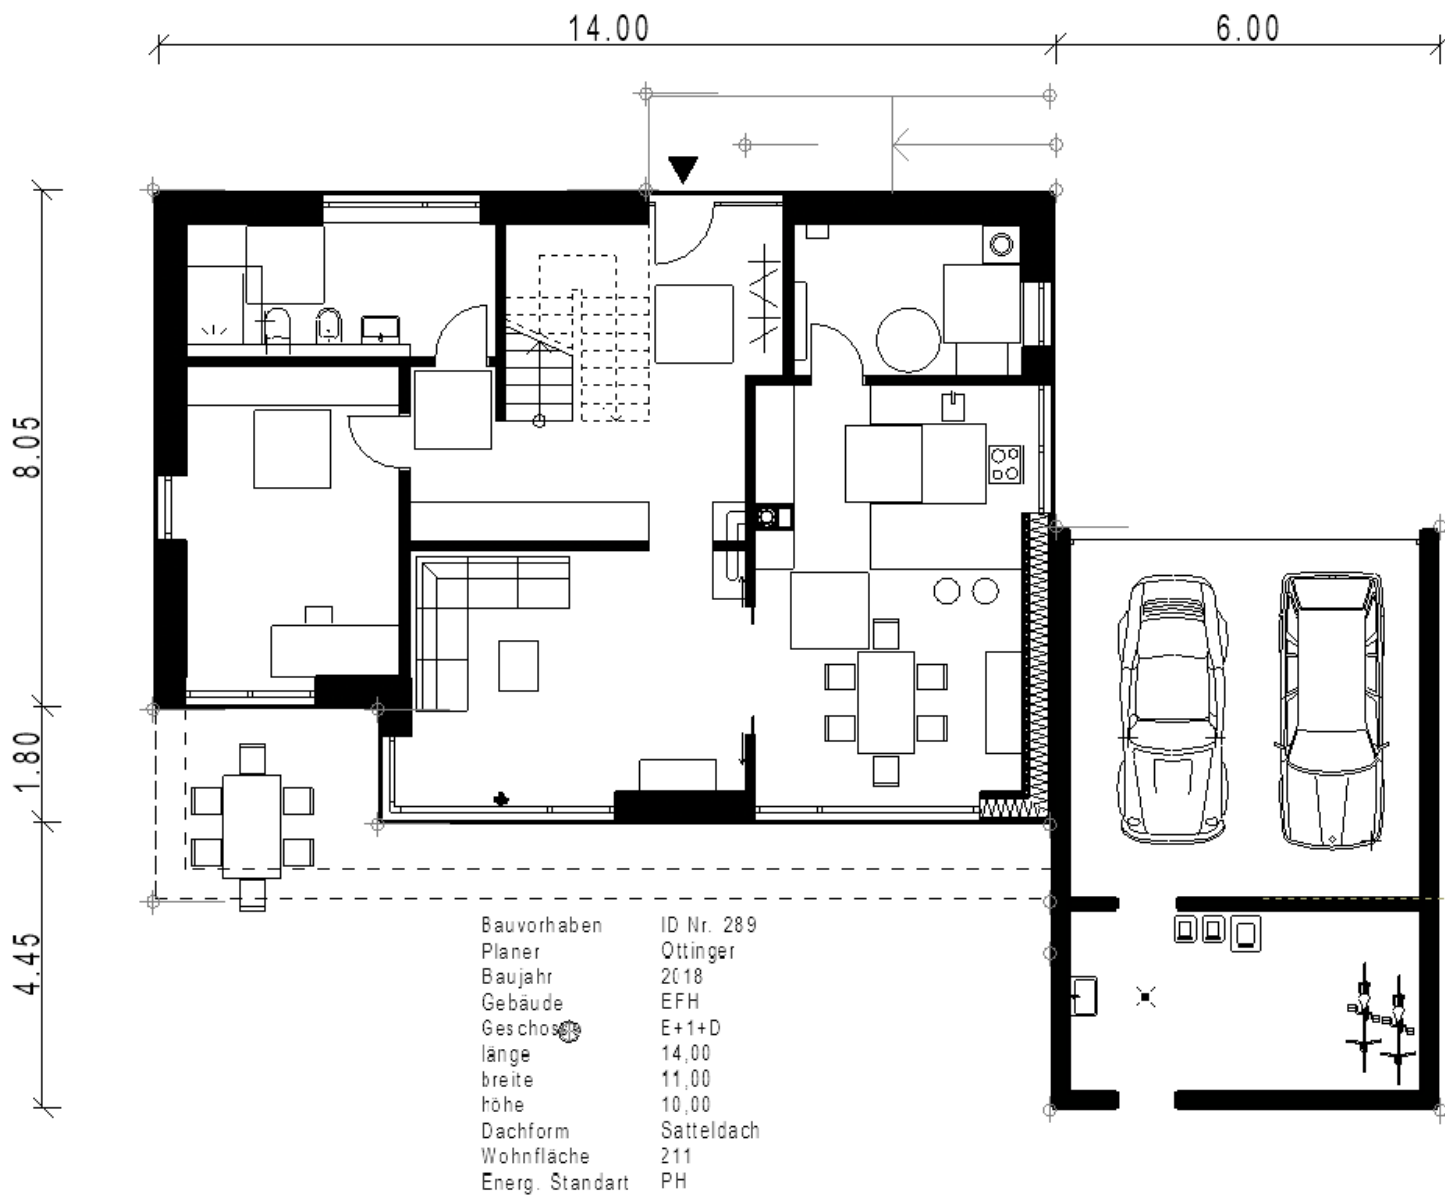 14.00 6.00
8.05
1.80
4.45
Bauvorhaben ID Nr. 289
Planer Ottinger
Baujahr 2018
Gebäude EFH
Geschosse E+1+D
länge 14,00
breite 11,00
höhe 10,00
Dachform Satteldach
Wohnfläche 211
Energ. Standart PH